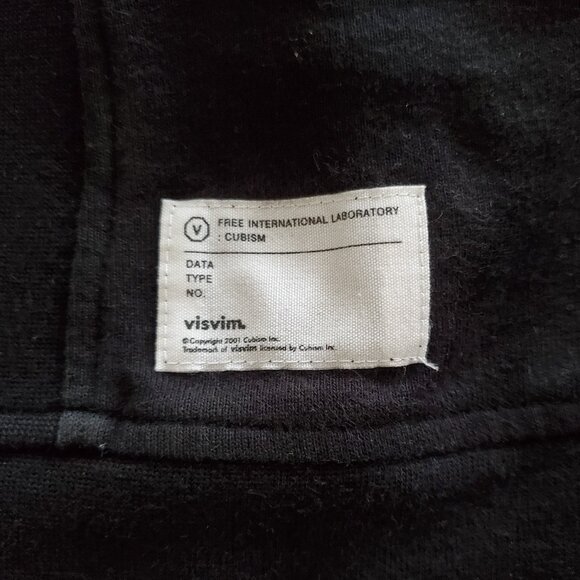 V FREE INTERNATIONAL LABORATORY
: CUBISM
DATA
TYPE
NO.
visvim.
© Copyright 2001 Cubism Inc.
Trademark of visvim licensed by Cubism Inc.